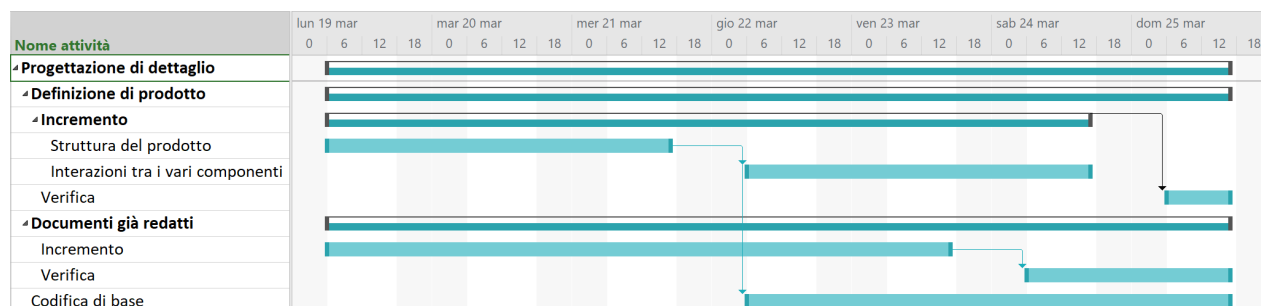 lun 19 mar mar 20 mar mer 21 mar gio 22 mar ven 23 mar sab 24 mar dom 25 mar
Nome attività 0 6 12 18 0 6 12 18 0 6 12 18 0 6 12 18 0 6 12 18 0 6 12 18 0 6 12 18
Progettazione di dettaglio
Definizione di prodotto
Incremento
Struttura del prodotto
Interazioni tra i vari componenti
Verifica
Documenti già redatti
Incremento
Verifica
Codifica di base